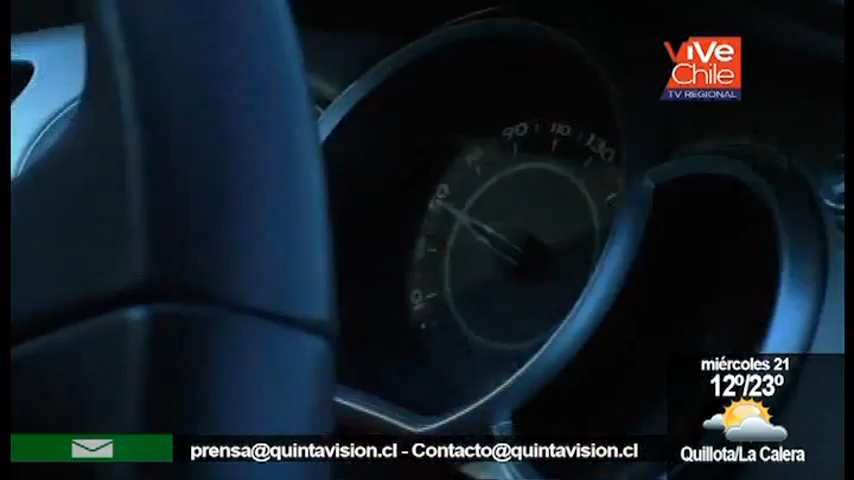 ViVe
Chile
TV REGIONAL
90 110 130
10
miércoles 21
12º/23º
Quillota/La Calera
prensa@quintavision.cl - Contacto@quintavision.cl